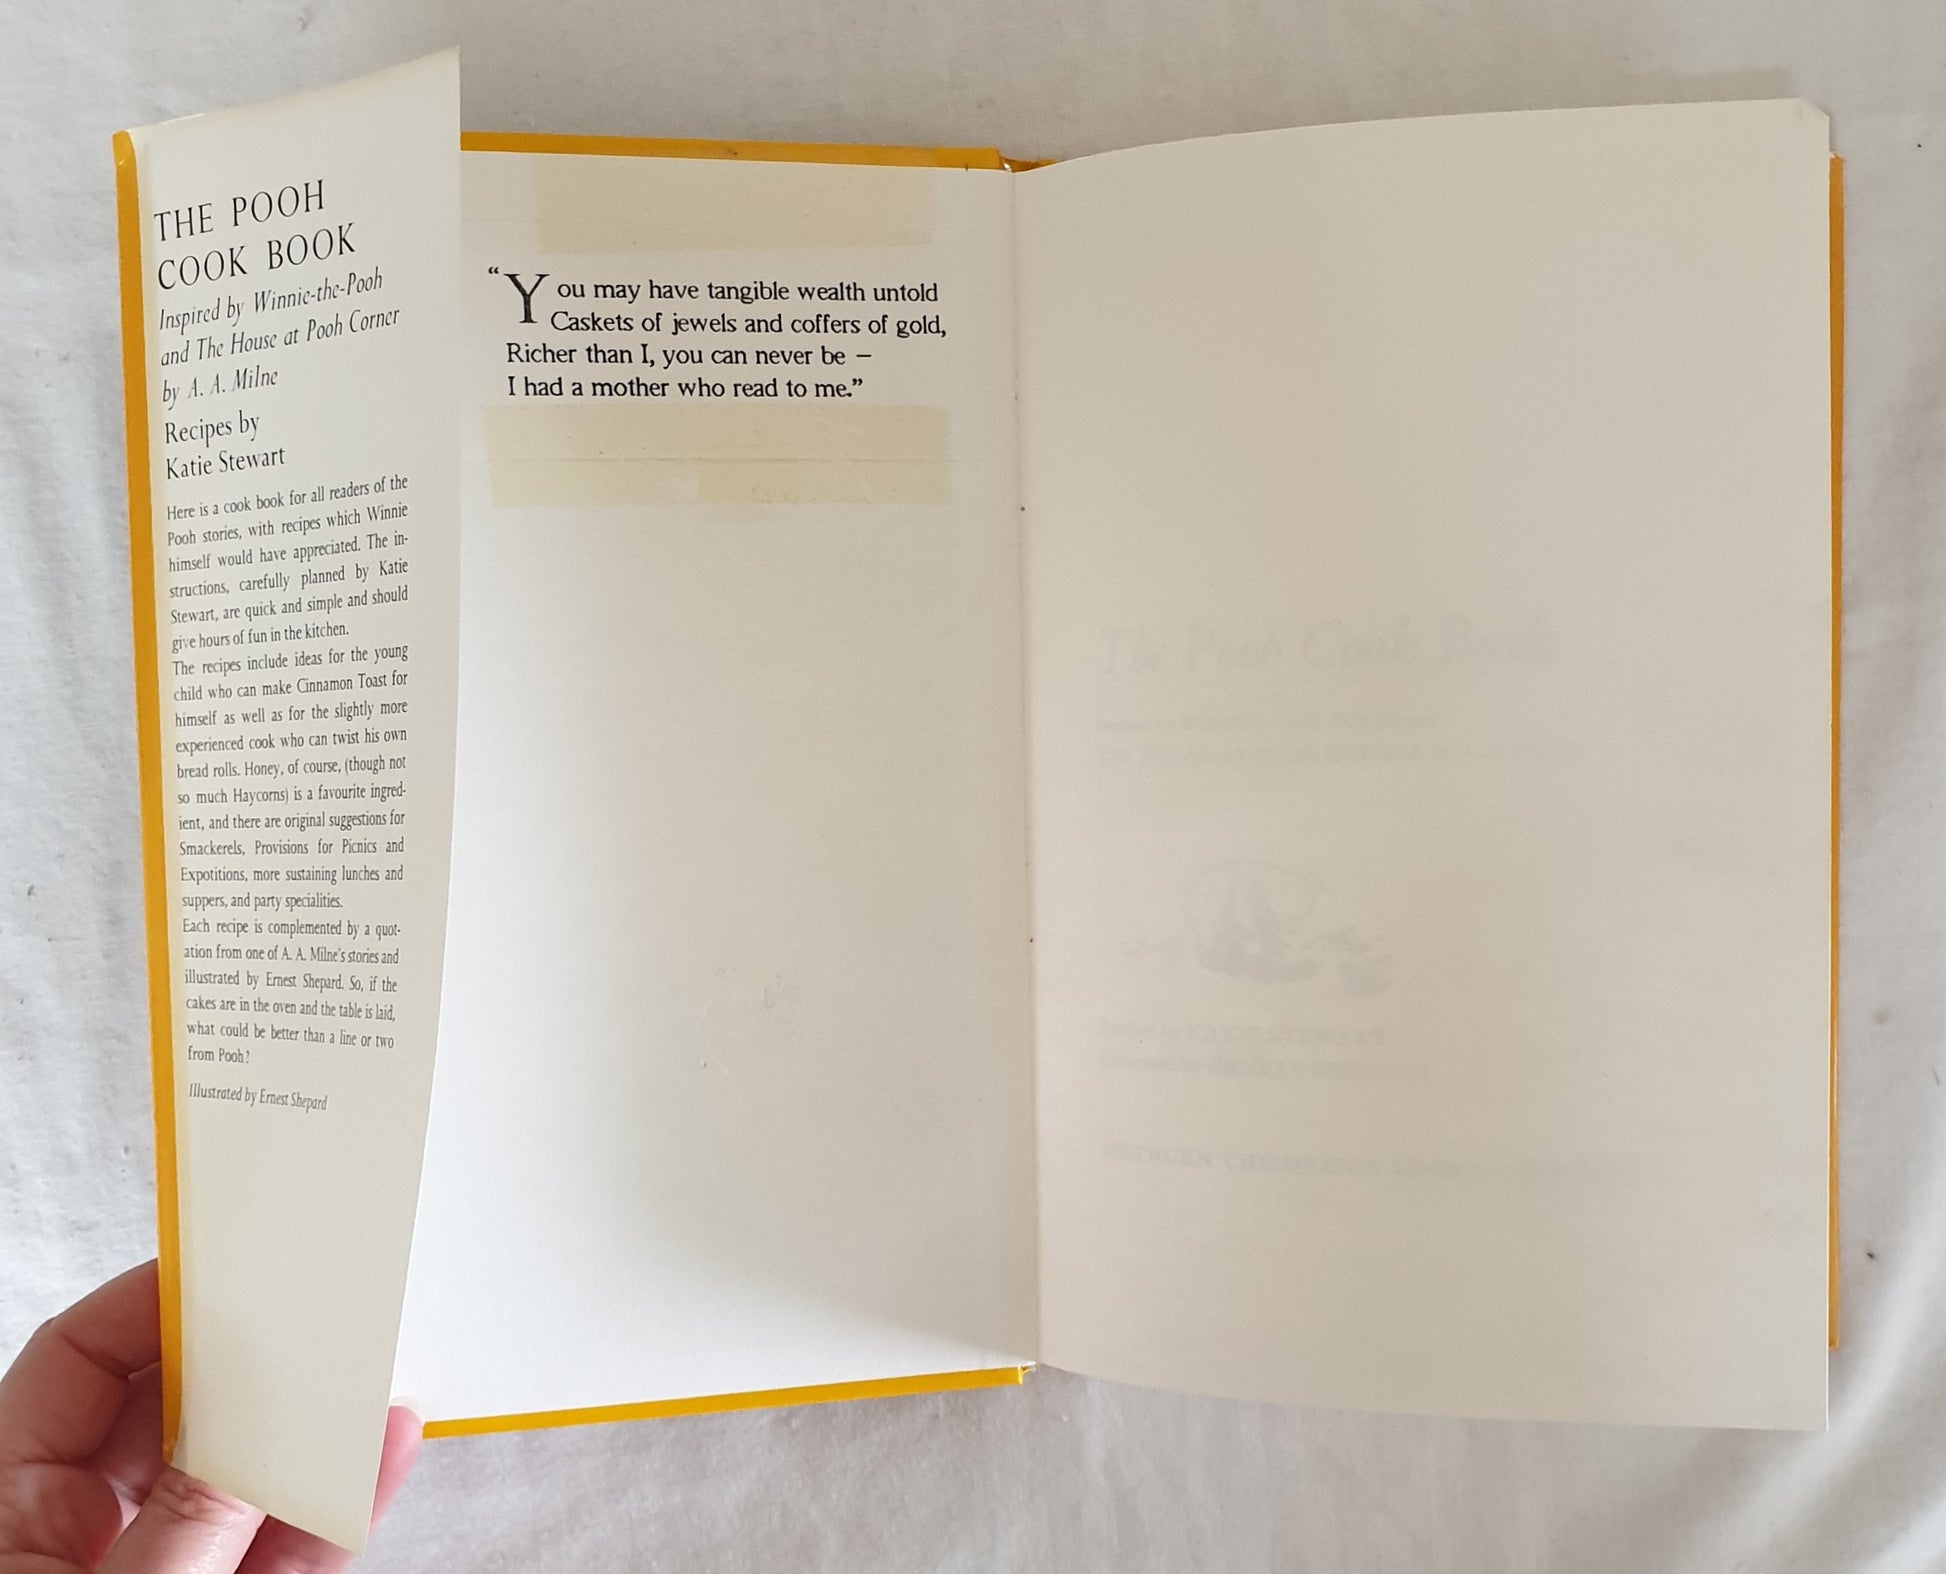 THE POOH
COOK BOOK
Inspired by Winnie-the-Pooh
and The House at Pooh Corner
by A. A. Milne
Recipes by
Katie Stewart
Here is a cook book for all readers of the
Pooh stories, with recipes which Winnie
himself would have appreciated. The in-
structions, carefully planned by Katie
Stewart, are quick and simple and should
give hours of fun in the kitchen.
The recipes include ideas for the young
child who can make Cinnamon Toast for
himself as well as for the slightly more
experienced cook who can twist his own
bread rolls. Honey, of course, (though not
so much Haycorns) is a favourite ingred-
ient, and there are original suggestions for
Smackerels, Provisions for Picnics and
Expotitions, more sustaining lunches and
suppers, and party specialities.
Each recipe is complemented by a quot-
ation from one of A. A. Milne's stories and
illustrated by Ernest Shepard. So, if the
cakes are in the oven and the table is laid,
what could be better than a line or two
from Pooh?
Illustrated by Ernest Shepard
“You may have tangible wealth untold
Caskets of jewels and coffers of gold,
Richer than I, you can never be –
I had a mother who read to me.”
The Pooh Cook Book
KATIE STEWART